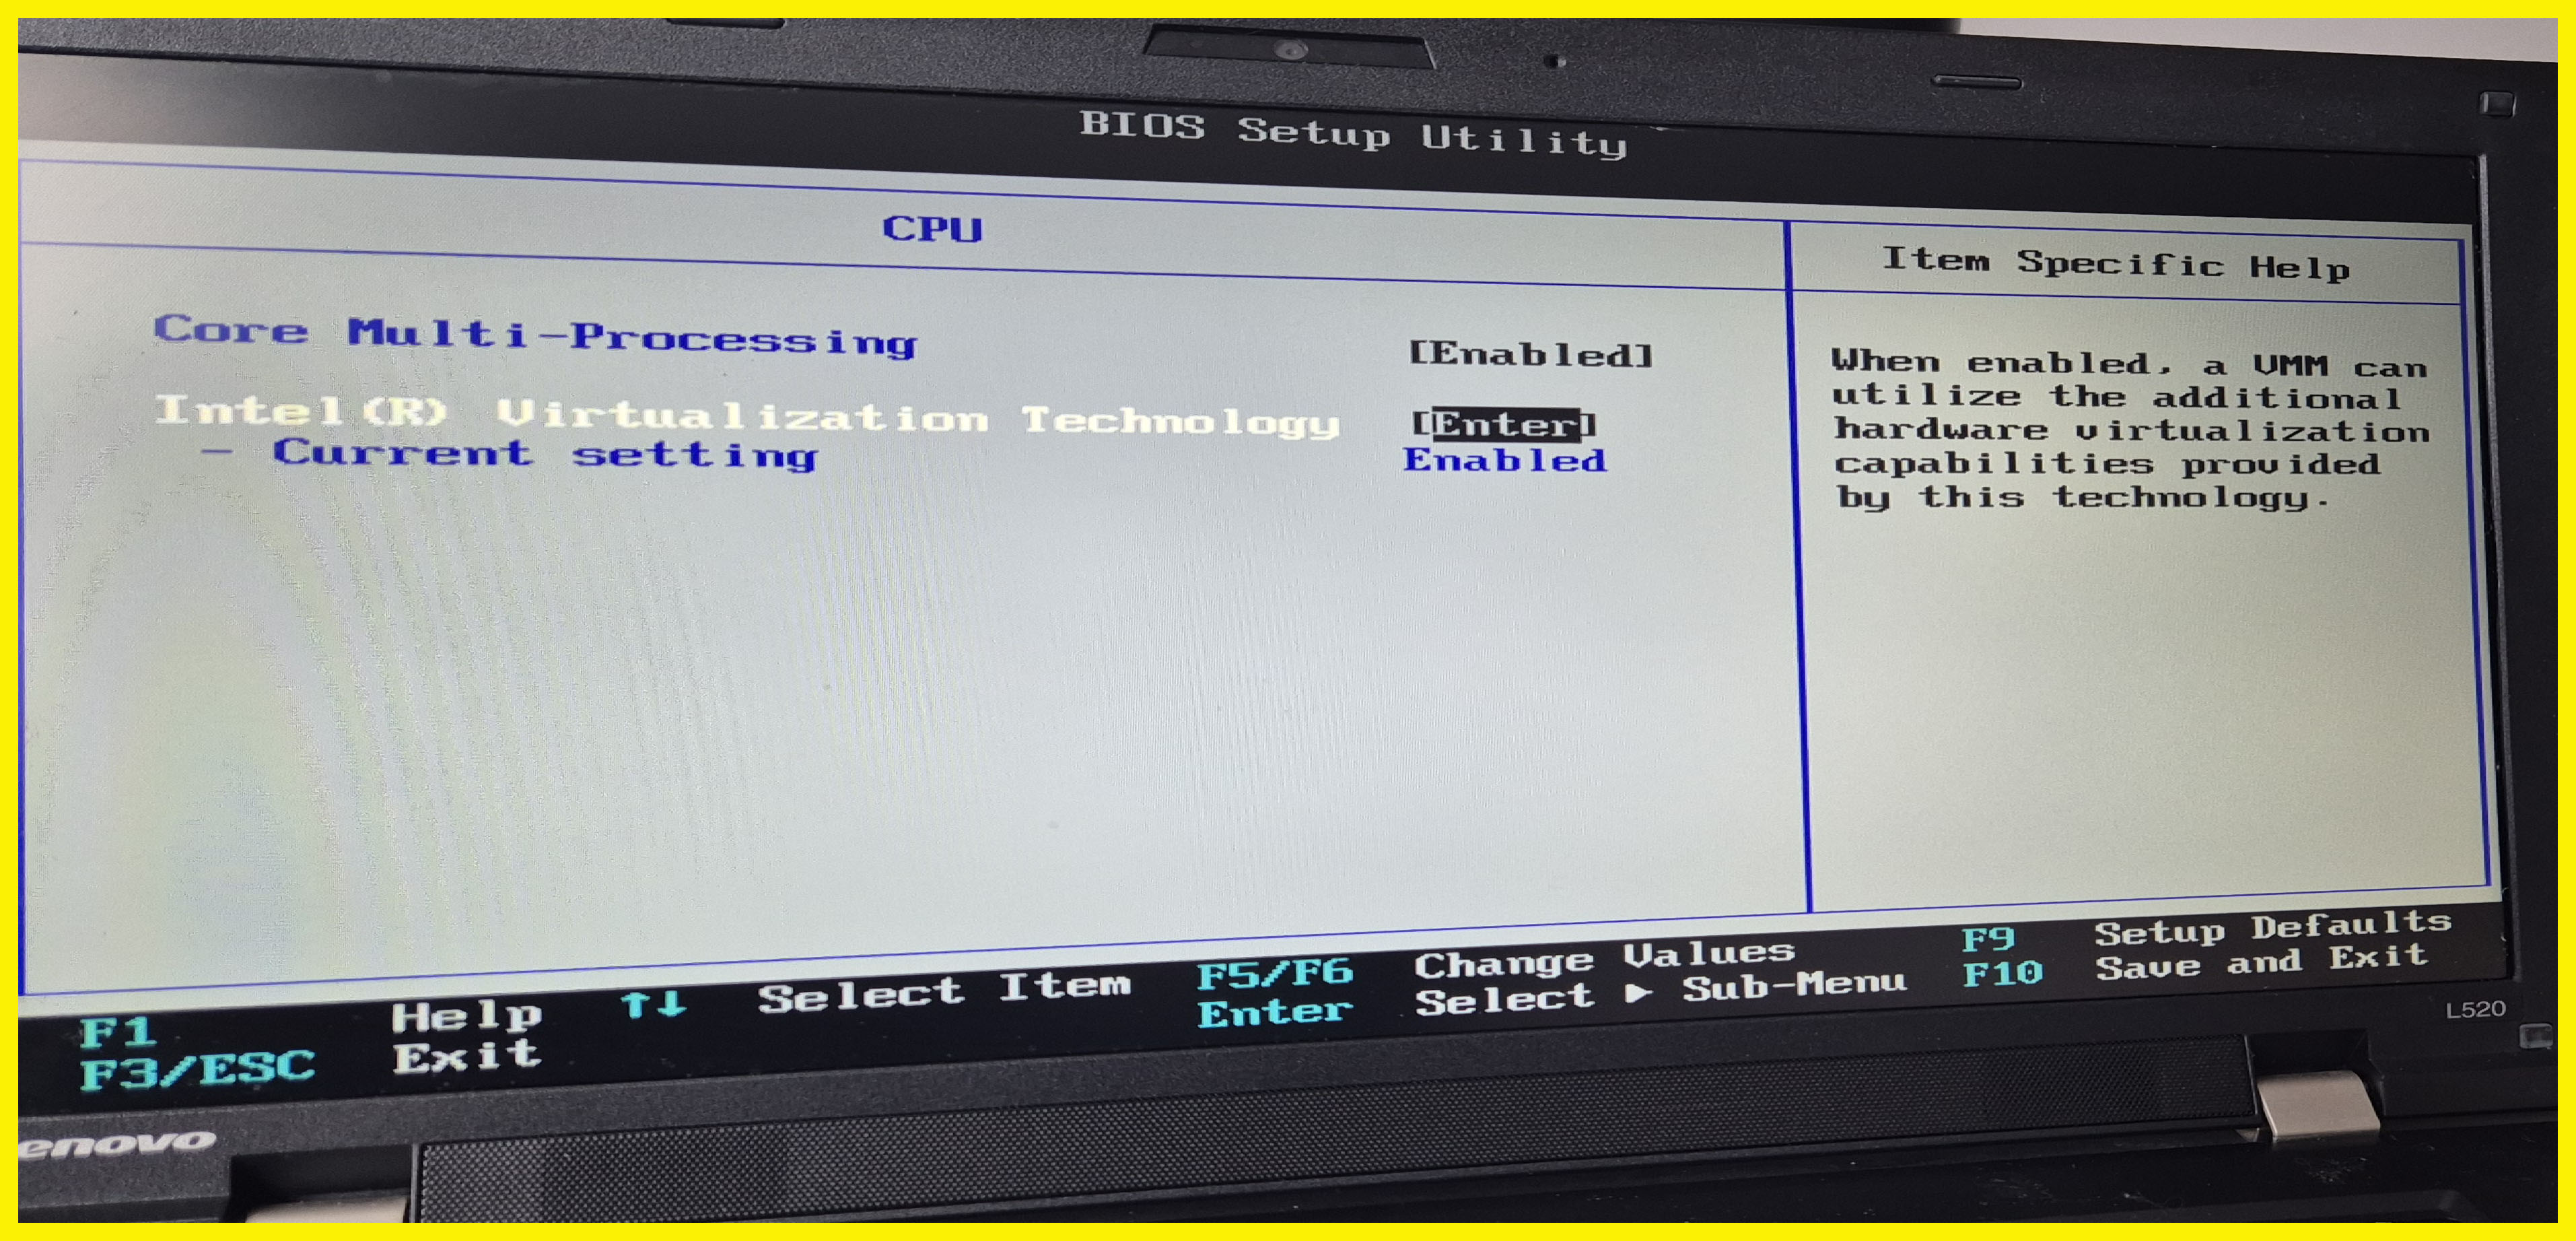 BIOS Setup Utility
CPU
Item Specific Help
Core Multi-Processing [Enabled]
Intel(R) Virtualization Technology [Enter]
- Current setting Enabled
When enabled, a VMM can
utilize the additional
hardware virtualization
capabilities provided
by this technology.
F1 Help ↑↓ Select Item F5/F6 Change Values F9 Setup Defaults
F3/ESC Exit Enter Select ▶ Sub-Menu F10 Save and Exit
L520
enovo